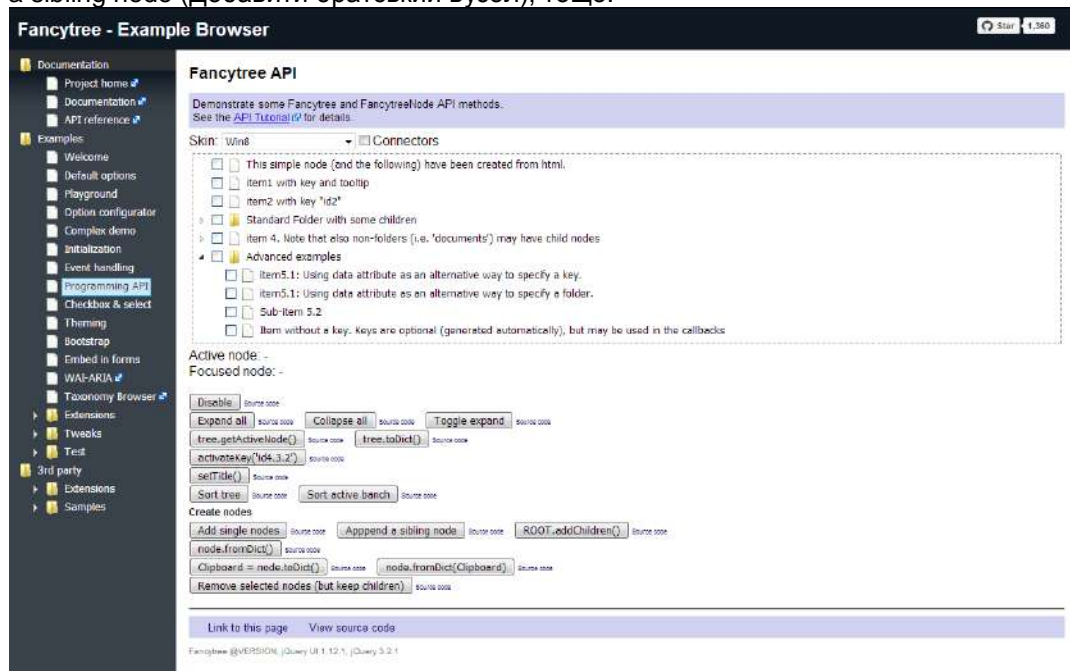 a sibling node (додати братський вузол), тощо.
Fancytree - Example Browser
Star 1,360
Documentation
Project home
Documentation
API reference
Examples
Welcome
Default options
Playground
Option configurator
Complex demo
Initialization
Event handling
Programming API
Checkbox & select
Theming
Bootstrap
Embed in forms
WAI-ARIA
Taxonomy Browser
Extensions
Tweaks
Test
3rd party
Extensions
Samples
Fancytree API
Demonstrate some Fancytree and FancytreeNode API methods.
See the API Tutorial for details.
Skin: Win8 Connectors
This simple node (and the following) have been created from html.
item1 with key and tooltip
item2 with key "id2"
Standard Folder with some children
item 4. Note that also non-folders (i.e. 'documents') may have child nodes
Advanced examples
item5.1: Using data attribute as an alternative way to specify a key.
item5.1: Using data attribute as an alternative way to specify a folder.
Sub-item 5.2
Item without a key. Keys are optional (generated automatically), but may be used in the callbacks
Active node: -
Focused node: -
Disable Source code
Expand all Source code Collapse all Source code Toggle expand Source code
tree.getActiveNode() Source code tree.toDict() Source code
activateKey('id4.3.2') Source code
setTitle() Source code
Sort tree Source code Sort active banch Source code
Create nodes
Add single nodes Source code Apppend a sibling node Source code ROOT.addChildren() Source code
node.fromDict() Source code
Clipboard = node.toDict() Source code node.fromDict(Clipboard) Source code
Remove selected nodes (but keep children) Source code
Link to this page View source code
Fancytree @VERSION, jQuery UI 1.12.1, jQuery 3.2.1